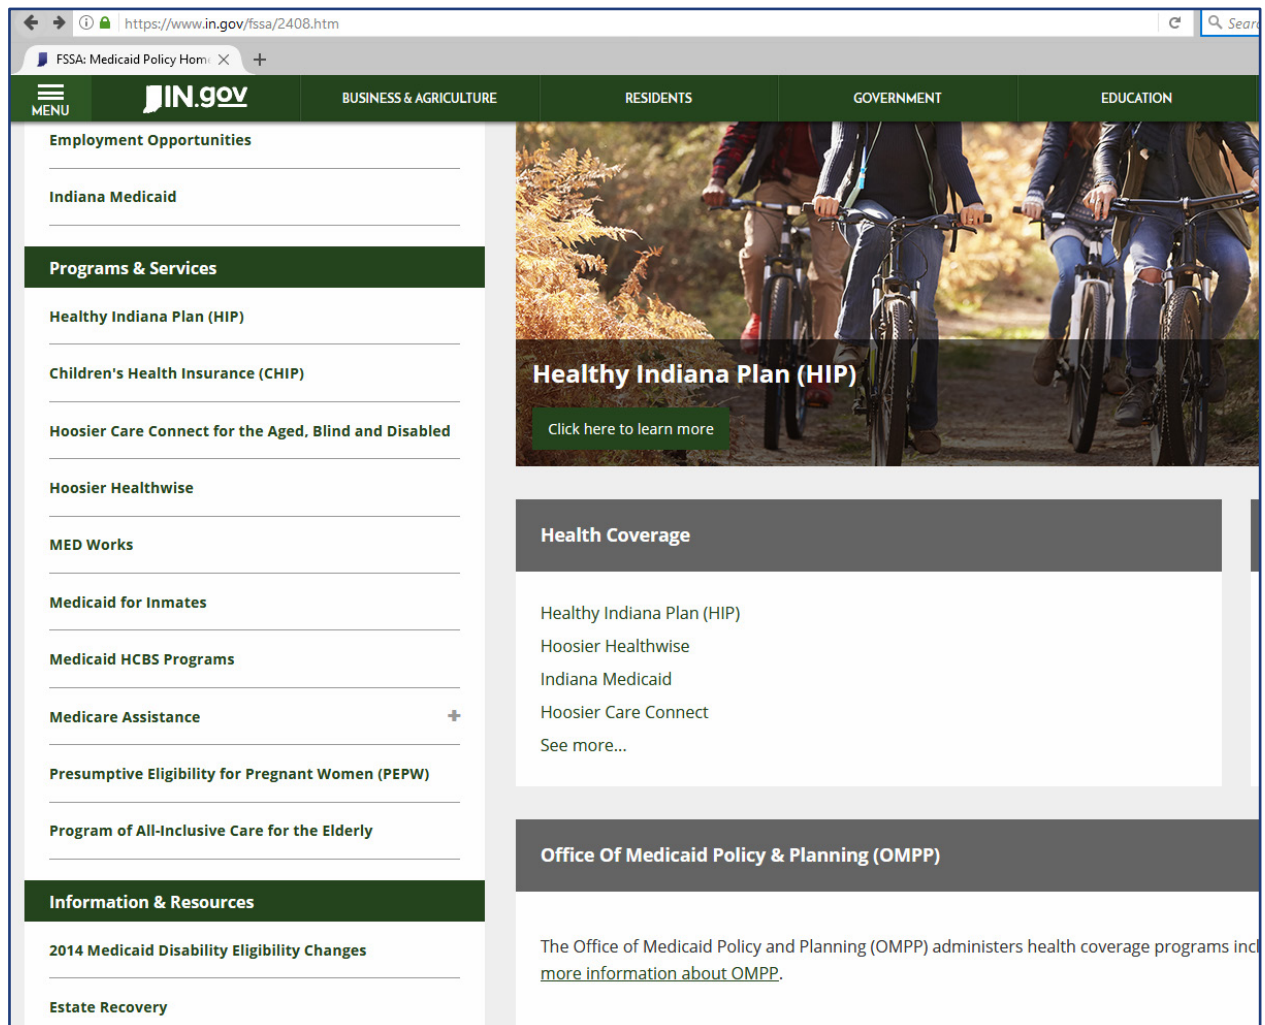 https://www.in.gov/fssa/2408.htm
FSSA: Medicaid Policy Hom
MENU
IN.gov
BUSINESS & AGRICULTURE
RESIDENTS
GOVERNMENT
EDUCATION
Employment Opportunities
Indiana Medicaid
Programs & Services
Healthy Indiana Plan (HIP)
Children's Health Insurance (CHIP)
Hoosier Care Connect for the Aged, Blind and Disabled
Hoosier Healthwise
MED Works
Medicaid for Inmates
Medicaid HCBS Programs
Medicare Assistance
Presumptive Eligibility for Pregnant Women (PEPW)
Program of All-Inclusive Care for the Elderly
Information & Resources
2014 Medicaid Disability Eligibility Changes
Estate Recovery
Healthy Indiana Plan (HIP)
Click here to learn more
Health Coverage
Healthy Indiana Plan (HIP)
Hoosier Healthwise
Indiana Medicaid
Hoosier Care Connect
See more...
Office Of Medicaid Policy & Planning (OMPP)
The Office of Medicaid Policy and Planning (OMPP) administers health coverage programs incl
more information about OMPP.